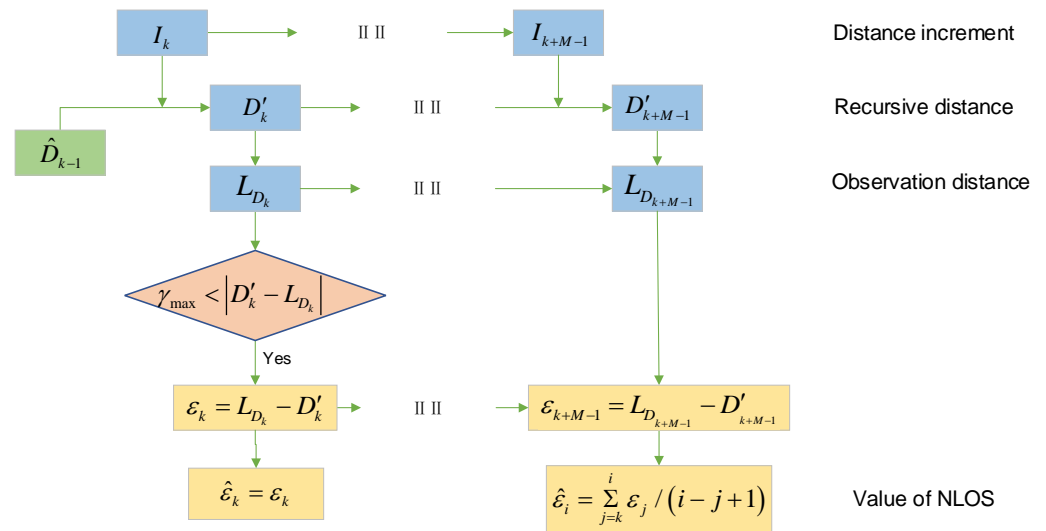 I_k II II I_{k+M-1} Distance increment
D′_k II II D′_{k+M-1} Recursive distance
D̂_{k−1}
L_{D_k} II II L_{D_{k+M-1}} Observation distance
γ_max < |D′_k − L_{D_k}|
Yes
ε_k = L_{D_k} − D′_k II II ε_{k+M-1} = L_{D_{k+M-1}} − D′_{k+M-1}
ε̂_k = ε_k ε̂_i = ∑_{j=k}^{i} ε_j / (i − j + 1) Value of NLOS